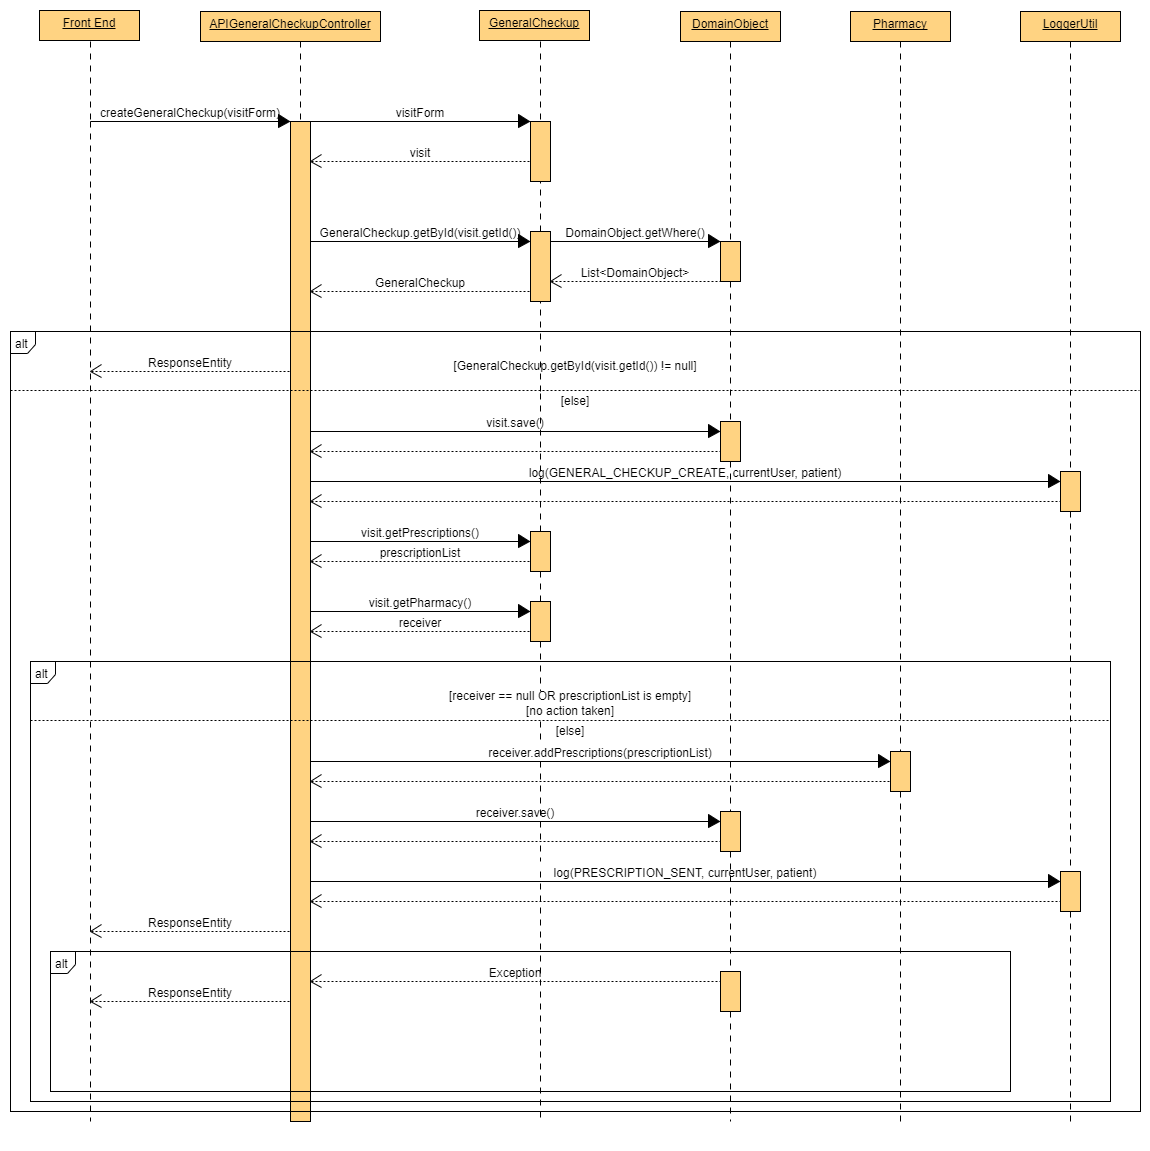 Front End
APIGeneralCheckupController
GeneralCheckup
DomainObject
Pharmacy
LoggerUtil
createGeneralCheckup(visitForm)
visitForm
visit
GeneralCheckup.getById(visit.getId())
DomainObject.getWhere()
List<DomainObject>
GeneralCheckup
alt
ResponseEntity
[GeneralCheckup.getById(visit.getId()) != null]
[else]
visit.save()
log(GENERAL_CHECKUP_CREATE, currentUser, patient)
visit.getPrescriptions()
prescriptionList
visit.getPharmacy()
receiver
alt
[receiver == null OR prescriptionList is empty]
[no action taken]
[else]
receiver.addPrescriptions(prescriptionList)
receiver.save()
log(PRESCRIPTION_SENT, currentUser, patient)
ResponseEntity
alt
Exception
ResponseEntity